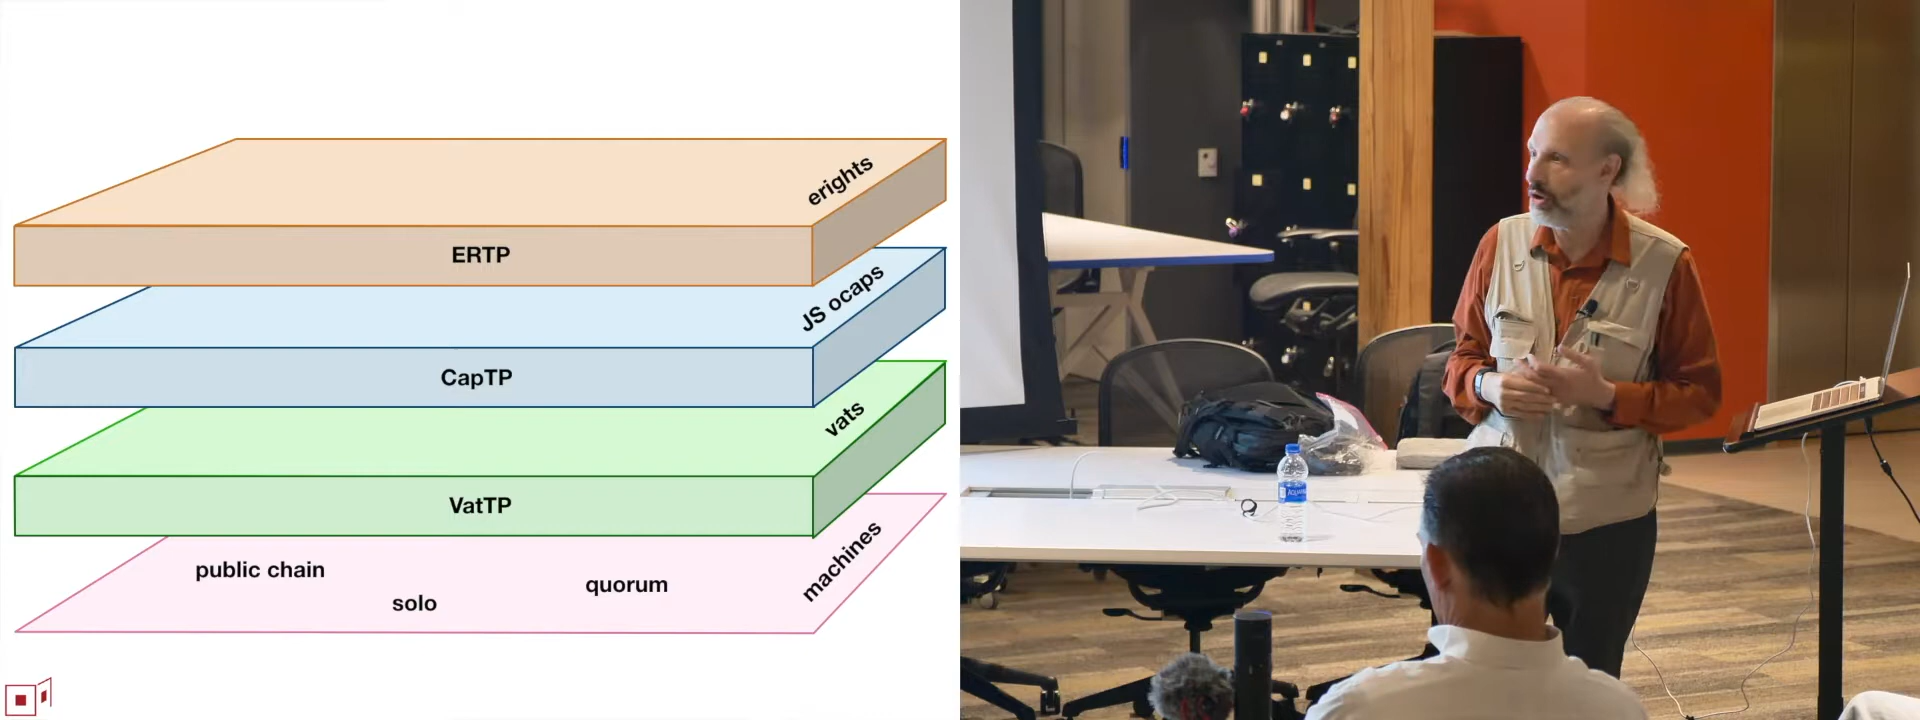 erights
ERTP
JS ocaps
CapTP
vats
VatTP
machines
public chain
quorum
solo